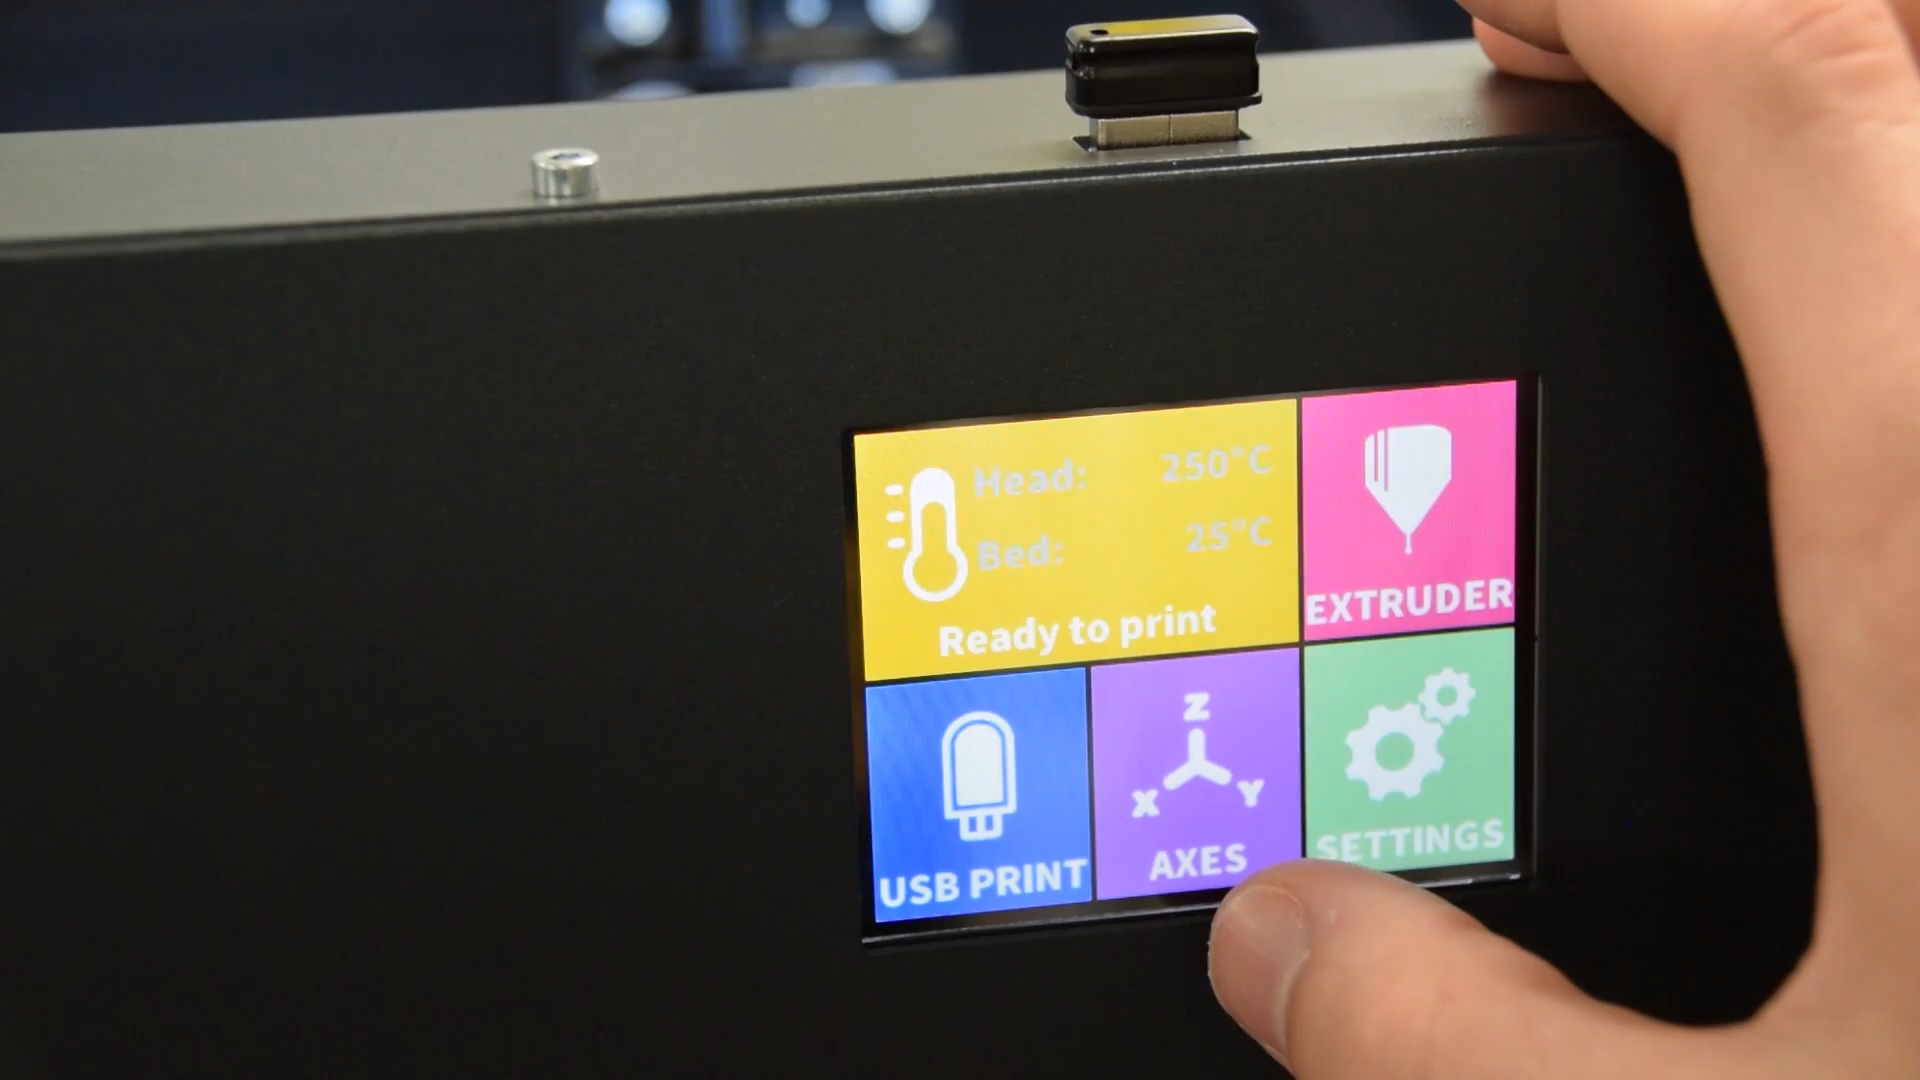 Head: 250°C
Bed: 25°C
Ready to print
EXTRUDER
USB PRINT
Z
X Y
AXES
SETTINGS